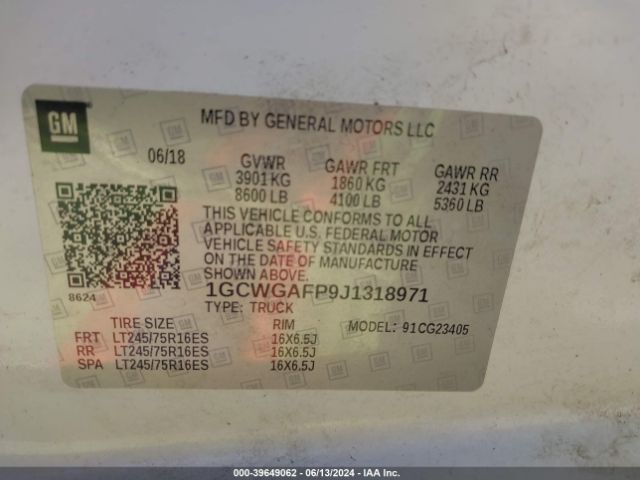 GM
MFD BY GENERAL MOTORS LLC
06/18
GVWR
3901 KG
8600 LB
GAWR FRT
1860 KG
4100 LB
GAWR RR
2431 KG
5360 LB
THIS VEHICLE CONFORMS TO ALL
APPLICABLE U.S. FEDERAL MOTOR
VEHICLE SAFETY STANDARDS IN EFFECT
ON THE DATE OF MANUFACTURE
SHOWN ABOVE.
8624
1GCWGAFP9J1318971
TYPE: TRUCK
TIRE SIZE RIM MODEL: 91CG23405
FRT LT245/75R16ES 16X6.5J
RR LT245/75R16ES 16X6.5J
SPA LT245/75R16ES 16X6.5J
000-39649062 - 06/13/2024 - IAA Inc.